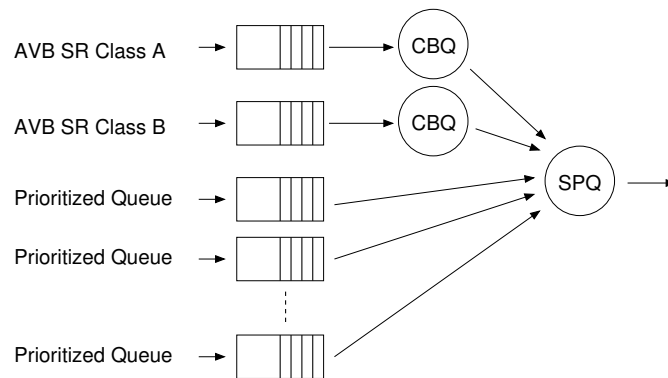 AVB SR Class A
CBQ
AVB SR Class B
CBQ
Prioritized Queue
SPQ
Prioritized Queue
Prioritized Queue